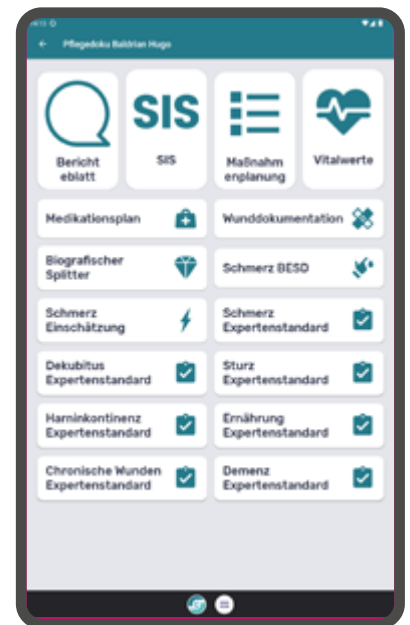 Pflegedoku Baldrian Hugo
Bericht
eblatt
SIS
SIS
Maßnahm
enplanung
Vitalwerte
Medikationsplan
Wunddokumentation
Biografischer
Splitter
Schmerz BESD
Schmerz
Einschätzung
Schmerz
Expertenstandard
Dekubitus
Expertenstandard
Sturz
Expertenstandard
Harninkontinenz
Expertenstandard
Ernährung
Expertenstandard
Chronische Wunden
Expertenstandard
Demenz
Expertenstandard